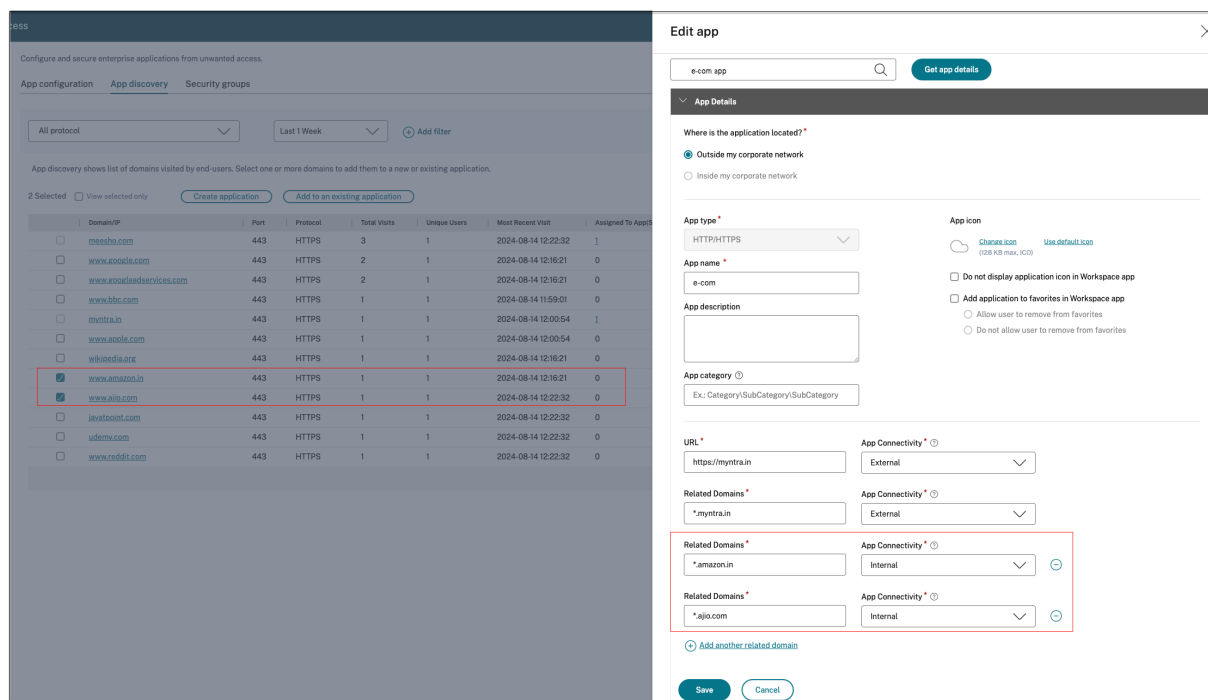 cess
Configure and secure enterprise applications from unwanted access.
App configuration App discovery Security groups
All protocol Last 1 Week Add filter
App discovery shows list of domains visited by end-users. Select one or more domains to add them to a new or existing application.
2 Selected View selected only Create application Add to an existing application
Domain/IP Port Protocol Total Visits Unique Users Most Recent Visit Assigned To App(S
meesho.com 443 HTTPS 3 1 2024-08-14 12:22:32 1
www.google.com 443 HTTPS 2 1 2024-08-14 12:16:21 0
www.googleadservices.com 443 HTTPS 2 1 2024-08-14 12:16:21 0
www.bbc.com 443 HTTPS 1 1 2024-08-14 11:59:01 0
myntra.in 443 HTTPS 1 1 2024-08-14 12:00:54 1
www.apple.com 443 HTTPS 1 1 2024-08-14 12:00:54 0
wikipedia.org 443 HTTPS 1 1 2024-08-14 12:16:21 0
www.amazon.in 443 HTTPS 1 1 2024-08-14 12:16:21 0
www.ajio.com 443 HTTPS 1 1 2024-08-14 12:22:32 0
javatpoint.com 443 HTTPS 1 1 2024-08-14 12:22:32 0
udemy.com 443 HTTPS 1 1 2024-08-14 12:22:32 0
www.reddit.com 443 HTTPS 1 1 2024-08-14 12:22:32 0
Edit app
e-com app Get app details
App Details
Where is the application located? *
Outside my corporate network
Inside my corporate network
App type *
HTTP/HTTPS
App name *
e-com
App description
App category
Ex.: Category\SubCategory\SubCategory
App icon
Change icon Use default icon
(128 KB max, ICO)
Do not display application icon in Workspace app
Add application to favorites in Workspace app
Allow user to remove from favorites
Do not allow user to remove from favorites
URL * App Connectivity *
https://myntra.in External
Related Domains * App Connectivity *
*.myntra.in External
Related Domains * App Connectivity *
*.amazon.in Internal
Related Domains * App Connectivity *
*.ajio.com Internal
Add another related domain
Save Cancel